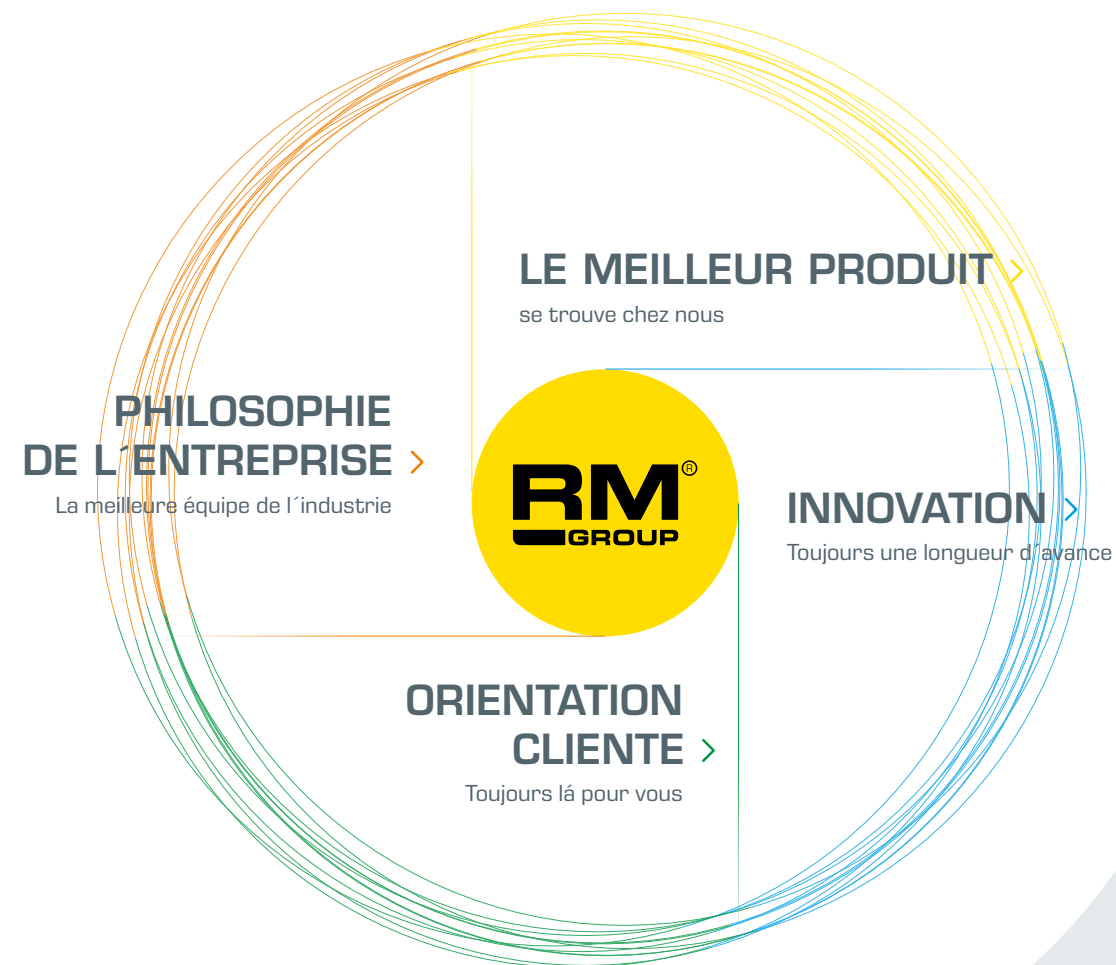 LE MEILLEUR PRODUIT
se trouve chez nous
PHILOSOPHIE
DE L´ENTREPRISE
La meilleure équipe de l´industrie
RM®
GROUP
INNOVATION
Toujours une longueur d´avance
ORIENTATION
CLIENTE
Toujours lá pour vous